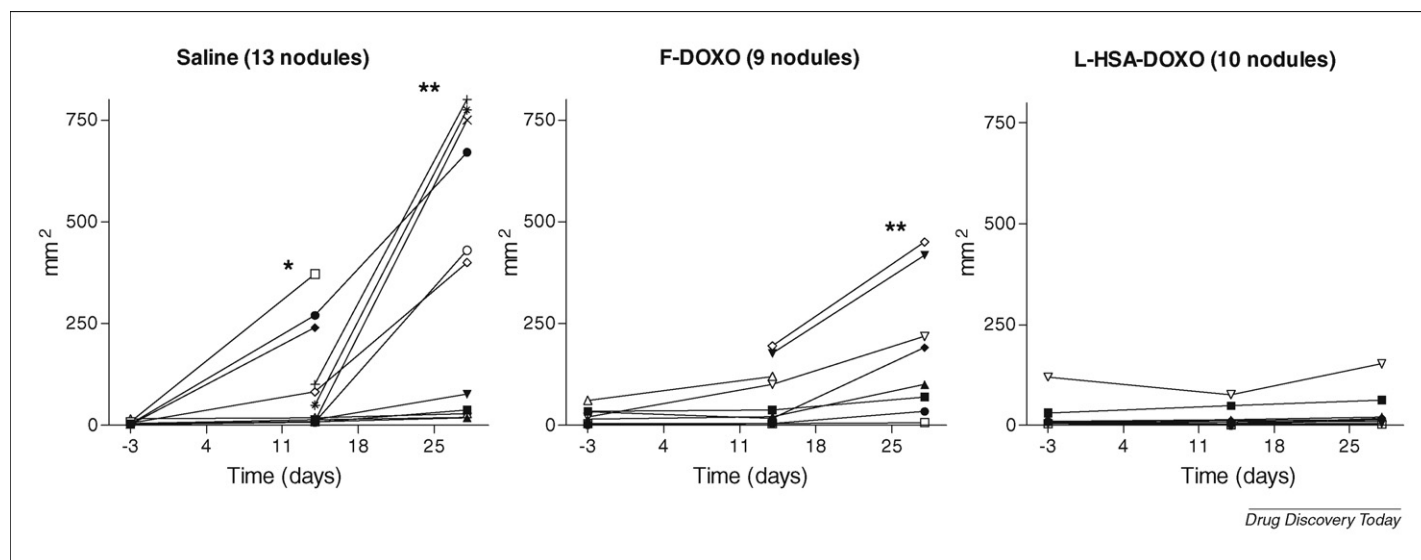 Saline (13 nodules)
mm²
750
500
250
0
*
**
-3 4 11 18 25
Time (days)
F-DOXO (9 nodules)
mm²
750
500
250
0
**
-3 4 11 18 25
Time (days)
L-HSA-DOXO (10 nodules)
mm²
750
500
250
0
-3 4 11 18 25
Time (days)
Drug Discovery Today